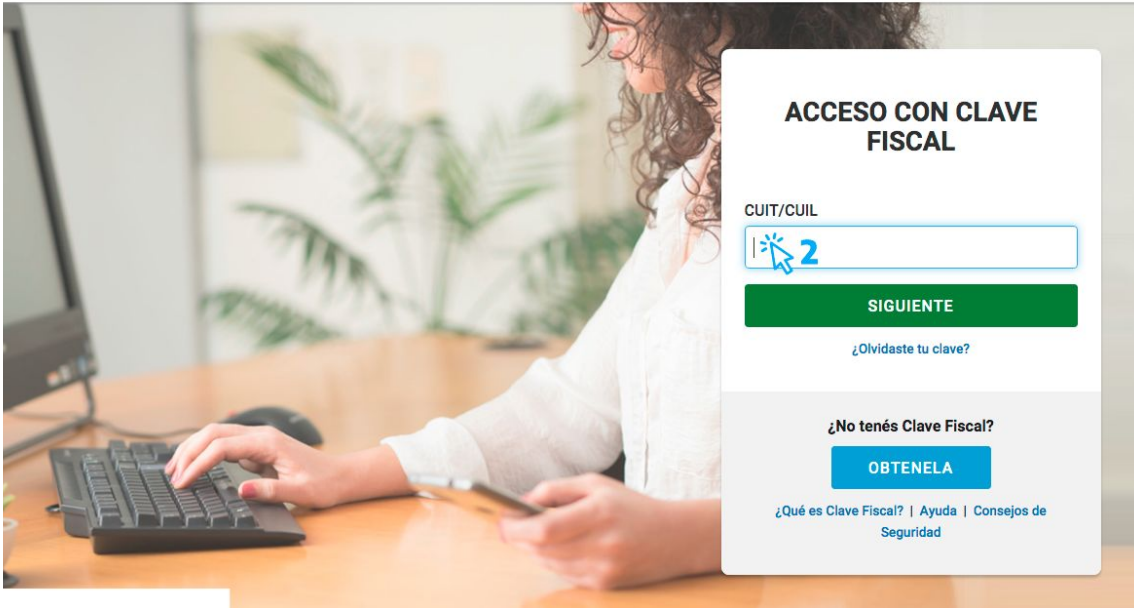 ACCESO CON CLAVE
FISCAL
CUIT/CUIL
2
SIGUIENTE
¿Olvidaste tu clave?
¿No tenés Clave Fiscal?
OBTENELA
¿Qué es Clave Fiscal? | Ayuda | Consejos de
Seguridad